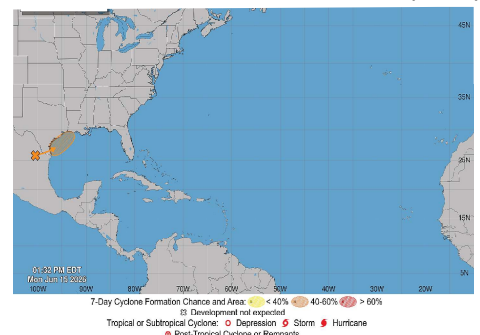 45N
35N
25N
15N
5N
01:32 PM EDT
Mon Jun 15 2026
100W 90W 80W 70W 60W 50W 40W 30W 20W
7-Day Cyclone Formation Chance and Area: < 40% 40-60% > 60%
Development not expected
Tropical or Subtropical Cyclone: Depression Storm Hurricane
Post-Tropical Cyclone or Remnants